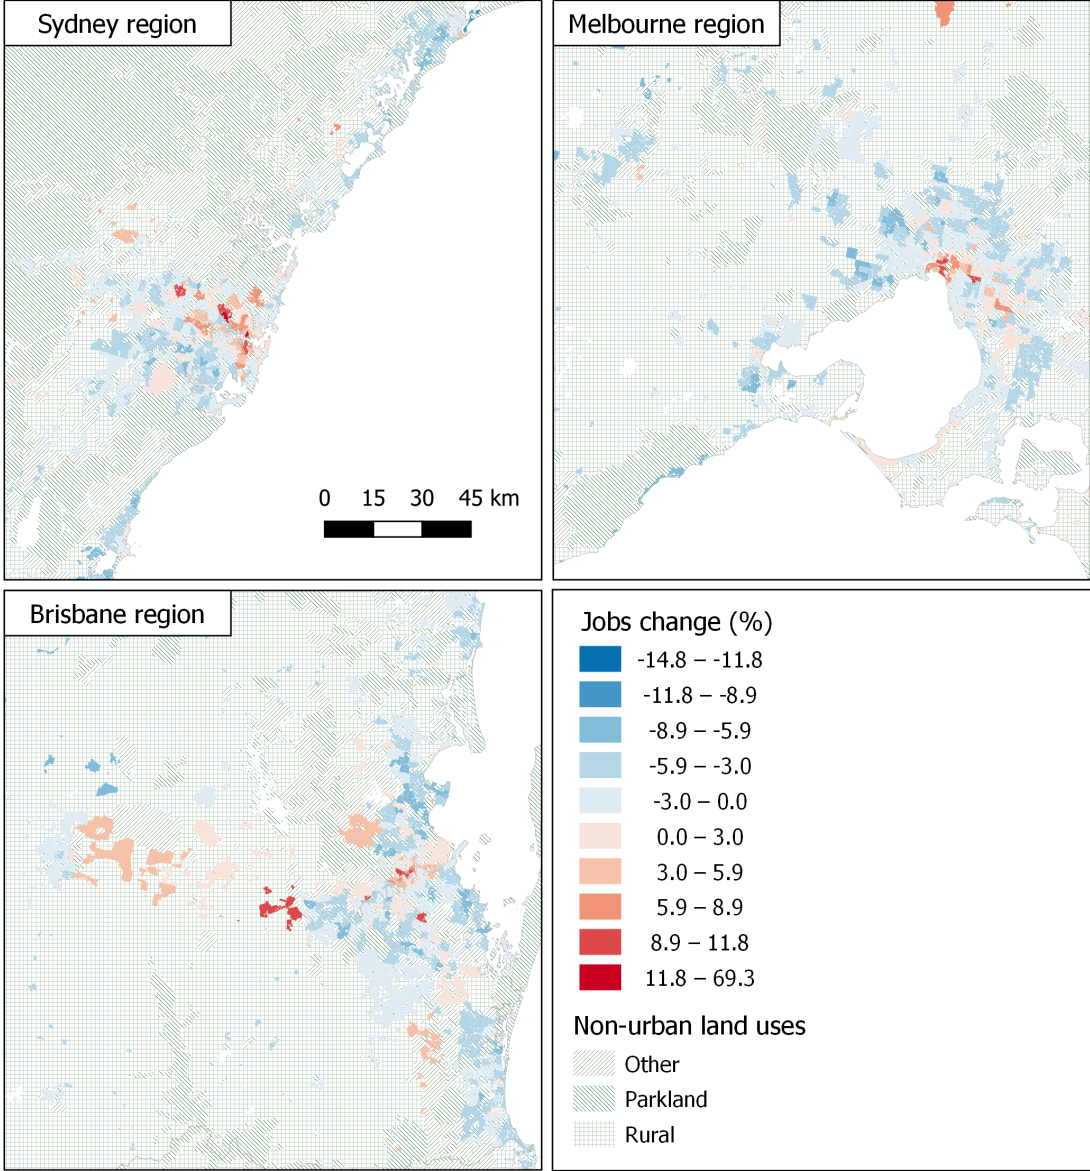 Sydney region
Melbourne region
0 15 30 45 km
Brisbane region
Jobs change (%)
-14.8 – -11.8
-11.8 – -8.9
-8.9 – -5.9
-5.9 – -3.0
-3.0 – 0.0
0.0 – 3.0
3.0 – 5.9
5.9 – 8.9
8.9 – 11.8
11.8 – 69.3
Non-urban land uses
Other
Parkland
Rural